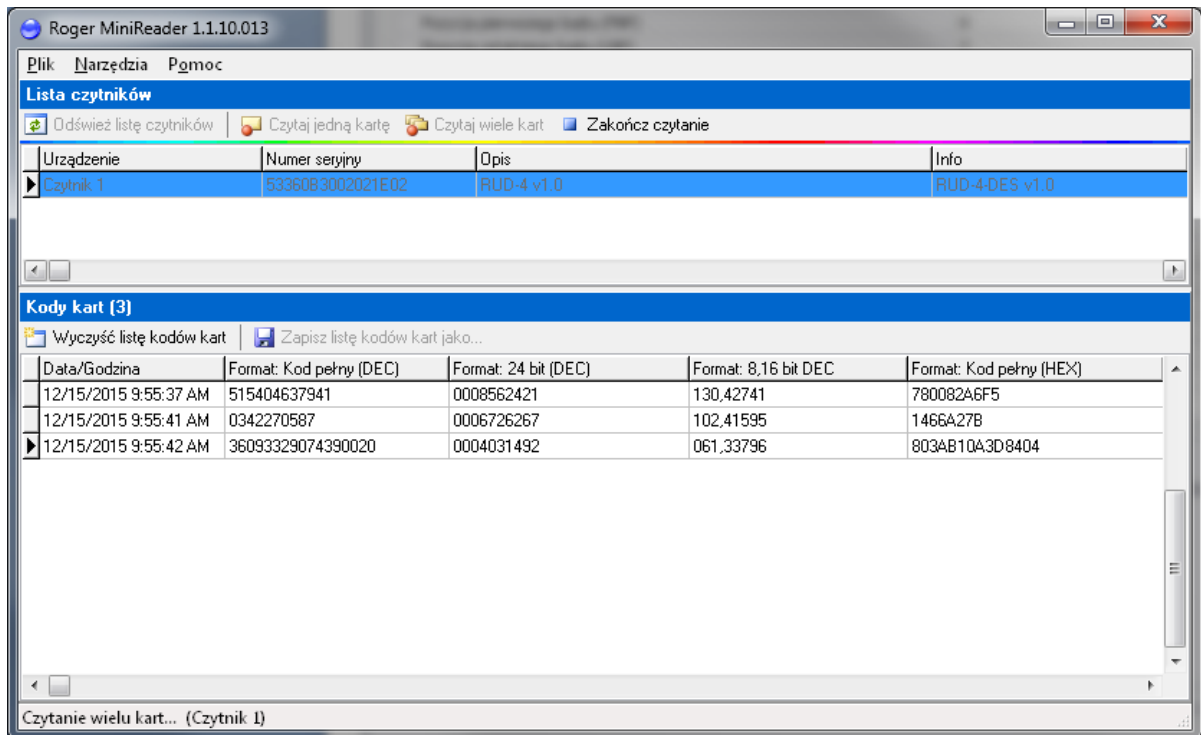 Roger MiniReader 1.1.10.013
Plik Narzędzia Pomoc
Lista czytników
Odśwież listę czytników Czytaj jedną kartę Czytaj wiele kart Zakończ czytanie
Urządzenie Numer seryjny Opis Info
Czytnik 1 53360B3002021E02 RUD-4 v1.0 RUD-4-DES v1.0
Kody kart (3)
Wyczyść listę kodów kart Zapisz listę kodów kart jako...
Data/Godzina Format: Kod pełny (DEC) Format: 24 bit (DEC) Format: 8,16 bit DEC Format: Kod pełny (HEX)
12/15/2015 9:55:37 AM 515404637941 0008562421 130,42741 780082A6F5
12/15/2015 9:55:41 AM 0342270587 0006726267 102,41595 1466A27B
12/15/2015 9:55:42 AM 36093329074390020 0004031492 061,33796 803AB10A3D8404
Czytanie wielu kart... (Czytnik 1)